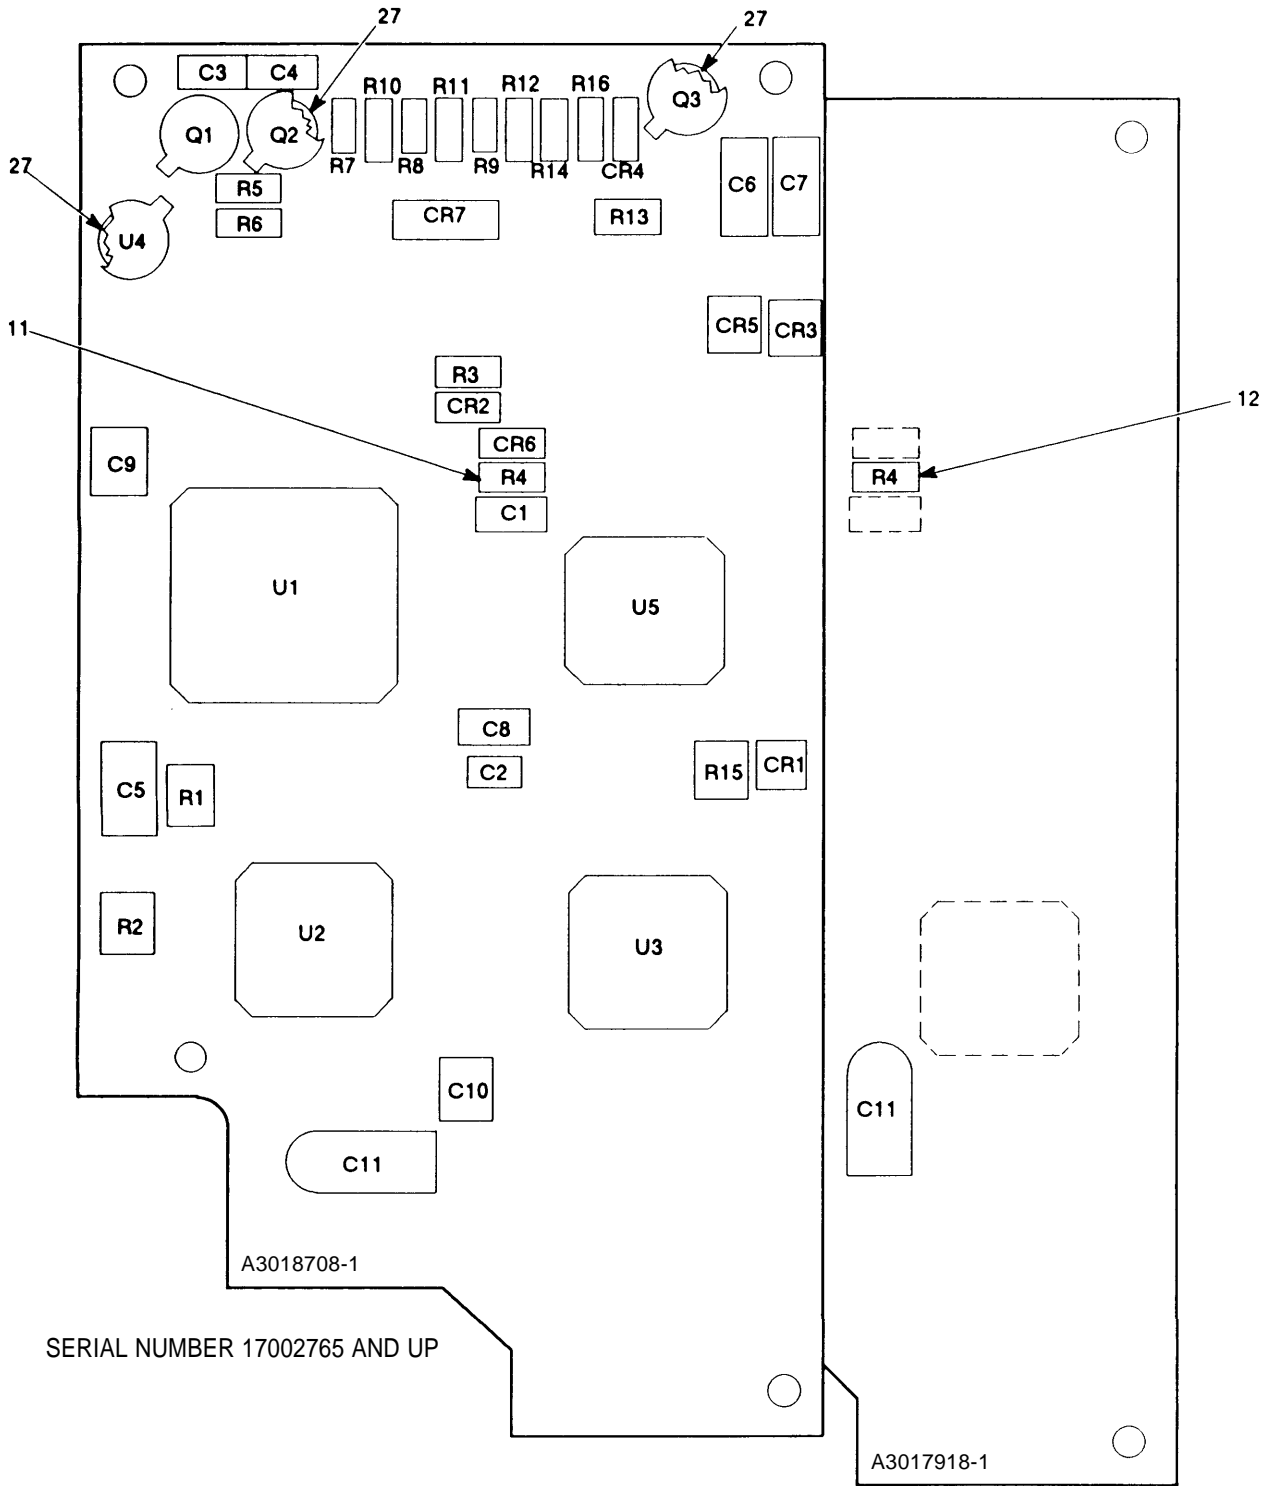 27
27
C3 C4
R10 R11 R12 R16
Q3
Q1 Q2
R7 R8 R9 R14 CR4
27
R5
C6 C7
R6
CR7
R13
U4
11
CR5 CR3
R3
CR2
12
CR6
C9
R4
R4
C1
U1
U5
C8
C2
R15 CR1
C5 R1
R2
U2
U3
C10
C11
C11
A3018708-1
SERIAL NUMBER 17002765 AND UP
A3017918-1